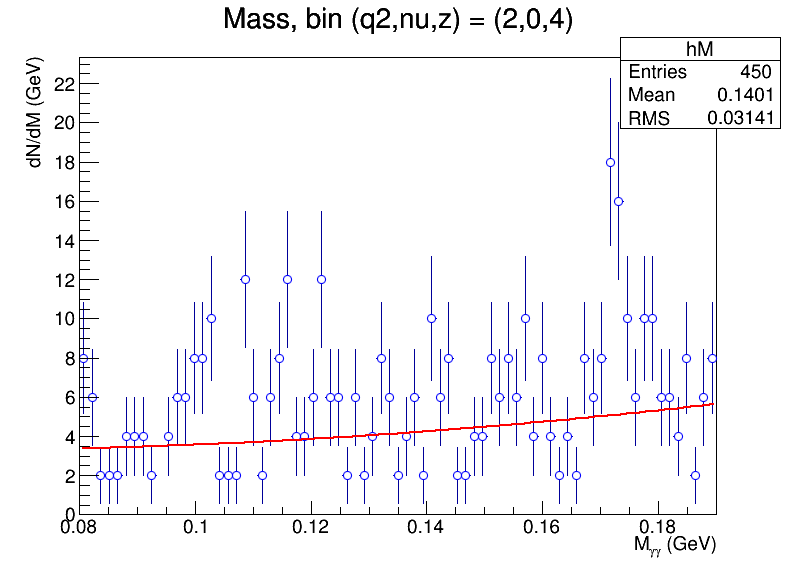 Mass, bin (q2,nu,z) = (2,0,4)
hM
Entries 450
Mean 0.1401
RMS 0.03141
dN/dM (GeV)
22
20
18
16
14
12
10
8
6
4
2
0
0.08 0.1 0.12 0.14 0.16 0.18
Mγγ (GeV)